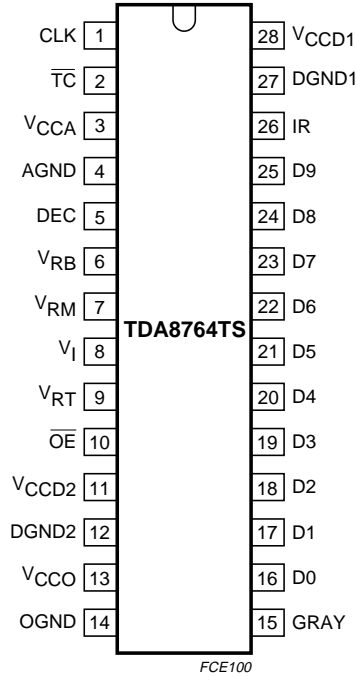 CLK 1 28 VCCD1
T̅C̅ 2 27 DGND1
VCCA 3 26 IR
AGND 4 25 D9
DEC 5 24 D8
VRB 6 23 D7
VRM 7 22 D6
TDA8764TS
VI 8 21 D5
VRT 9 20 D4
O̅E̅ 10 19 D3
VCCD2 11 18 D2
DGND2 12 17 D1
VCCO 13 16 D0
OGND 14 15 GRAY
FCE100